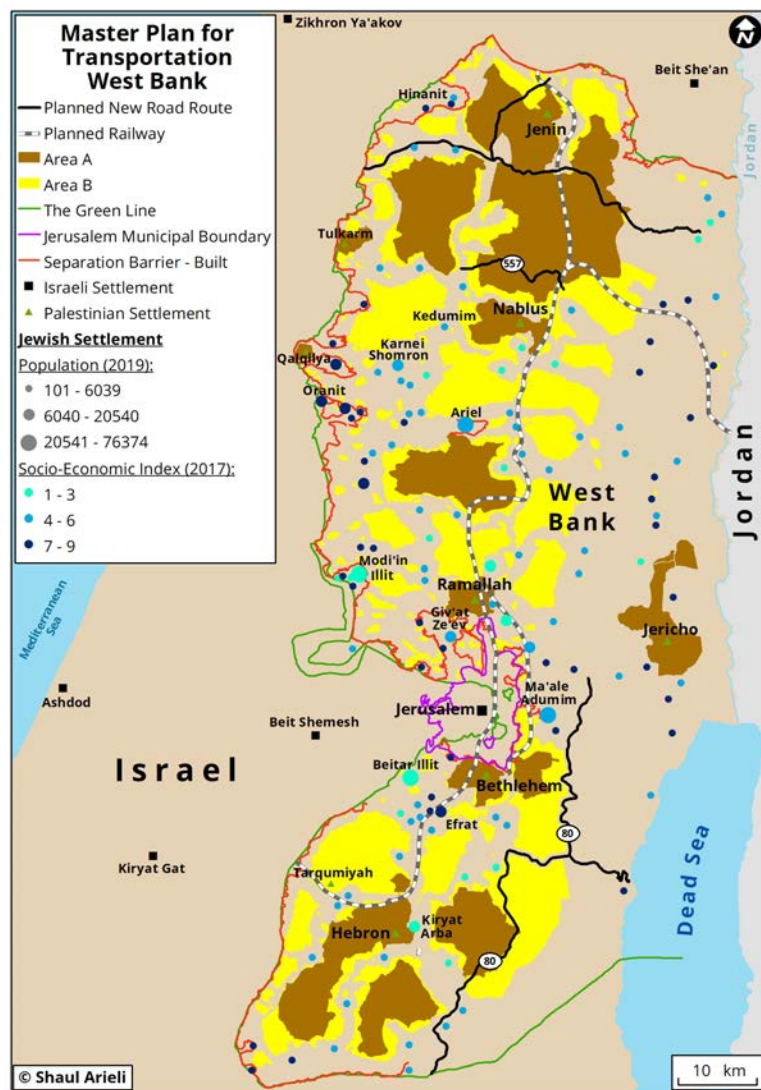 Master Plan for
Transportation
West Bank
Planned New Road Route
Planned Railway
Area A
Area B
The Green Line
Jerusalem Municipal Boundary
Separation Barrier - Built
Israeli Settlement
Palestinian Settlement
Jewish Settlement
Population (2019):
101 - 6039
6040 - 20540
20541 - 76374
Socio-Economic Index (2017):
1 - 3
4 - 6
7 - 9
Zikhron Ya'akov
N
Beit She'an
Hinanit
Jenin
Jordan
Tulkarm
557
Kedumim
Nablus
Karnei
Shomron
Qalqilya
Oranit
Ariel
West
Bank
Jordan
Modi'in
Illit
Ramallah
Giv'at
Ze'ev
Jericho
Mediterranean
Sea
Ashdod
Jerusalem
Ma'ale
Adumim
Beit Shemesh
Israel
Beitar Illit
Bethlehem
Efrat
80
Kiryat Gat
Tarqumiyah
Dead Sea
Hebron
Kiryat
Arba
80
© Shaul Arieli
10 km